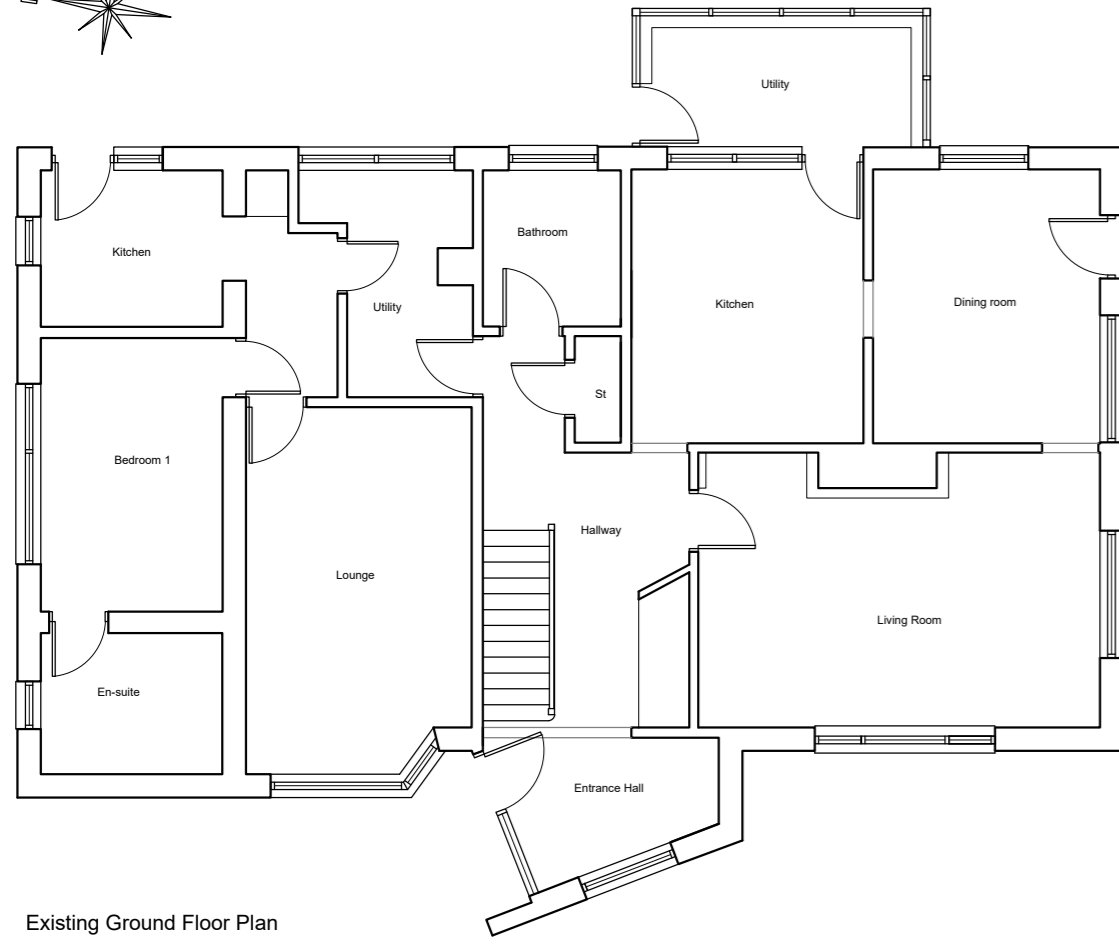 Utility
Kitchen
Bathroom
Utility
Kitchen
Dining room
St
Bedroom 1
Hallway
Lounge
Living Room
En-suite
Entrance Hall
Existing Ground Floor Plan